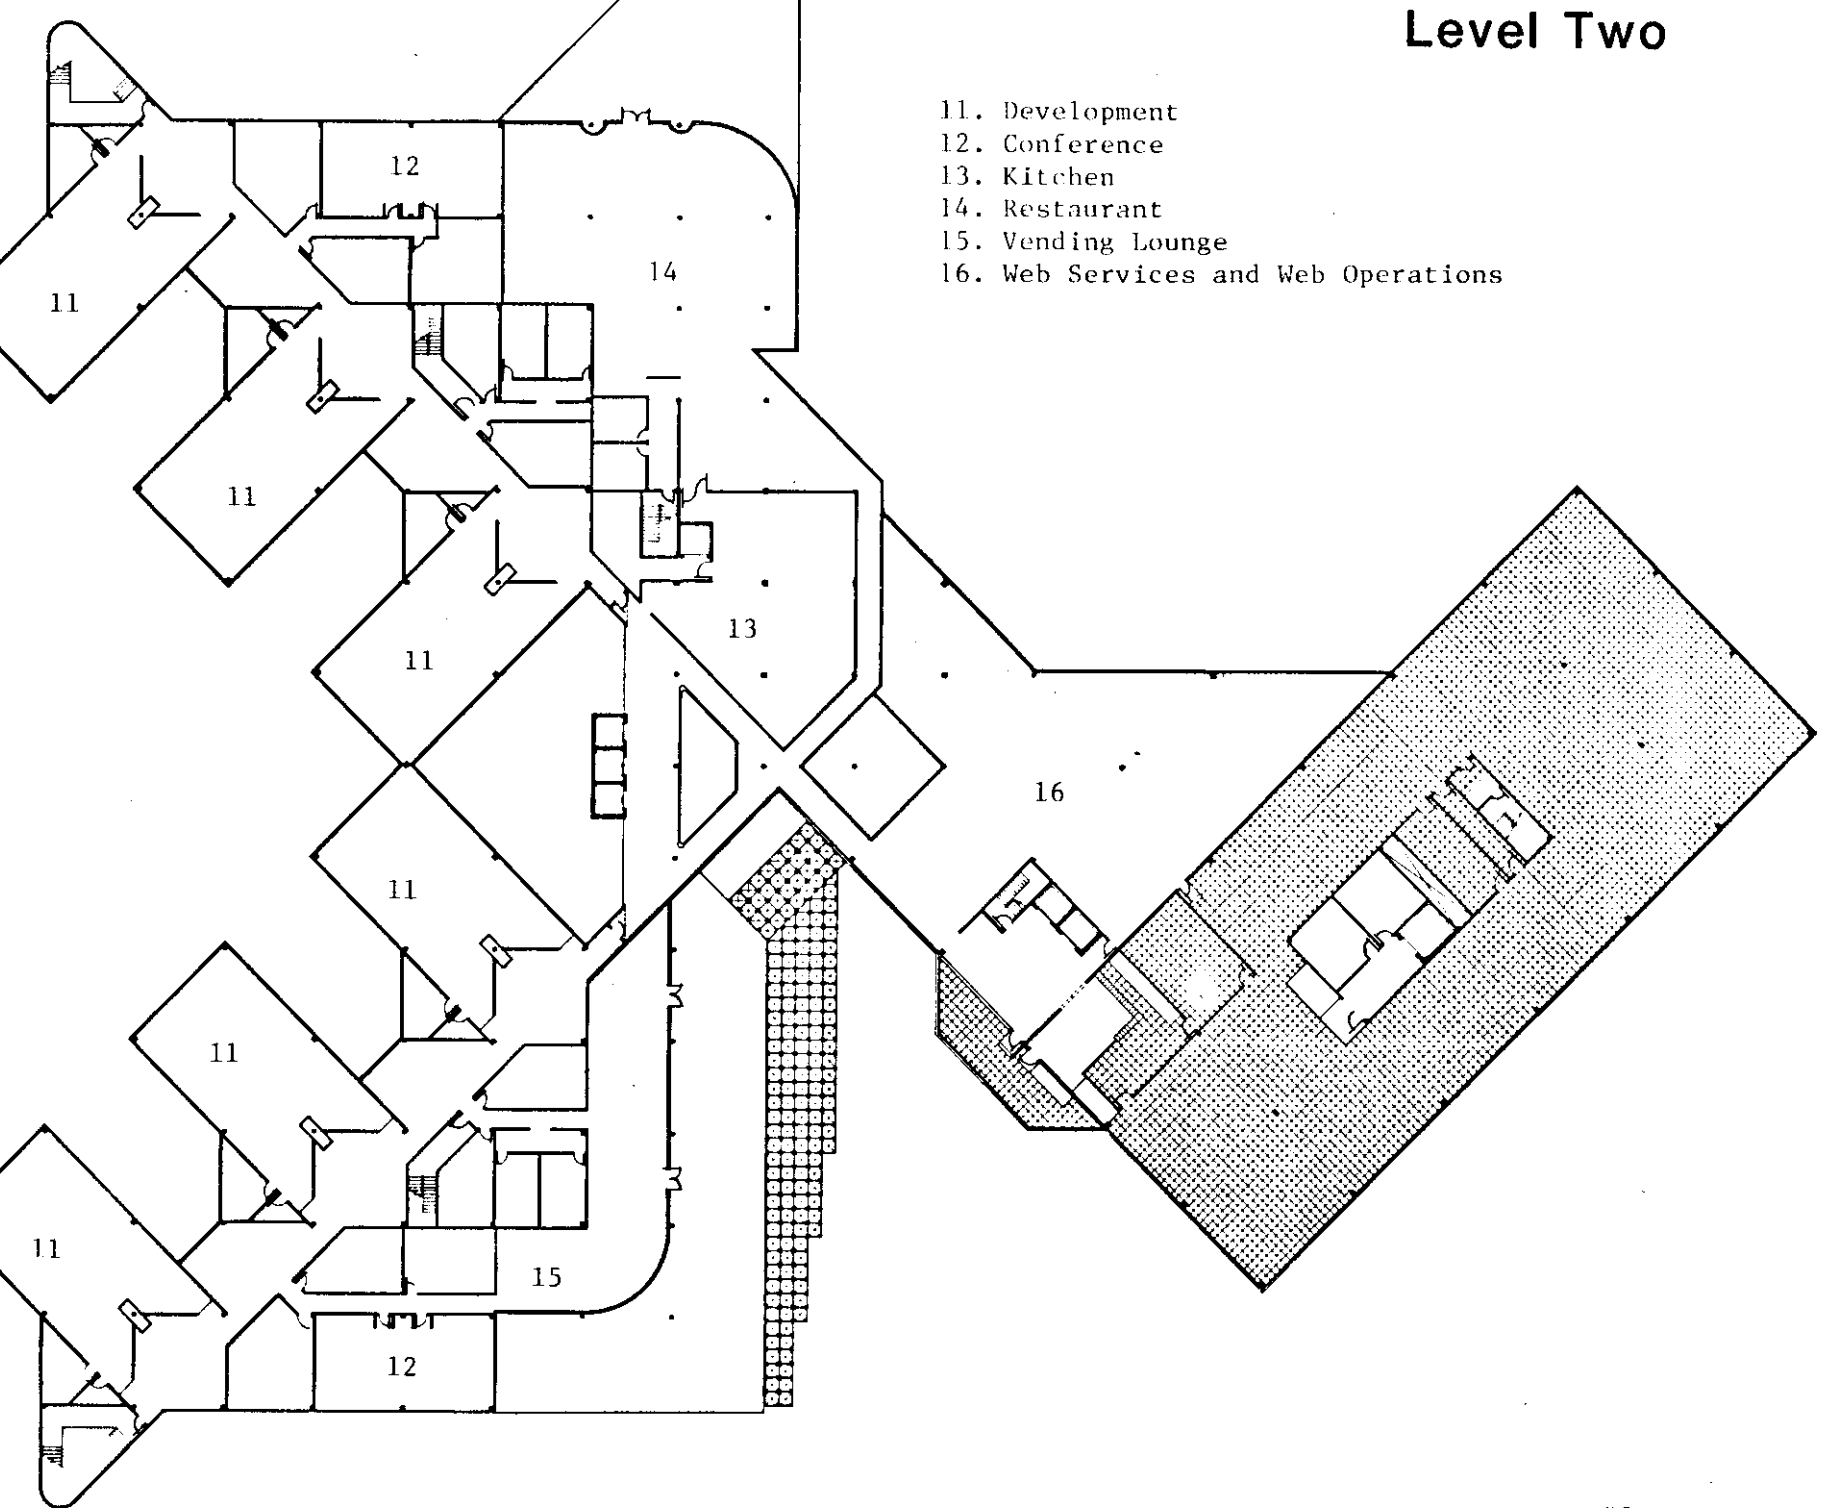 Level Two
11. Development
12. Conference
13. Kitchen
14. Restaurant
15. Vending Lounge
16. Web Services and Web Operations
12
14
11
11
13
11
16
11
11
11
15
12